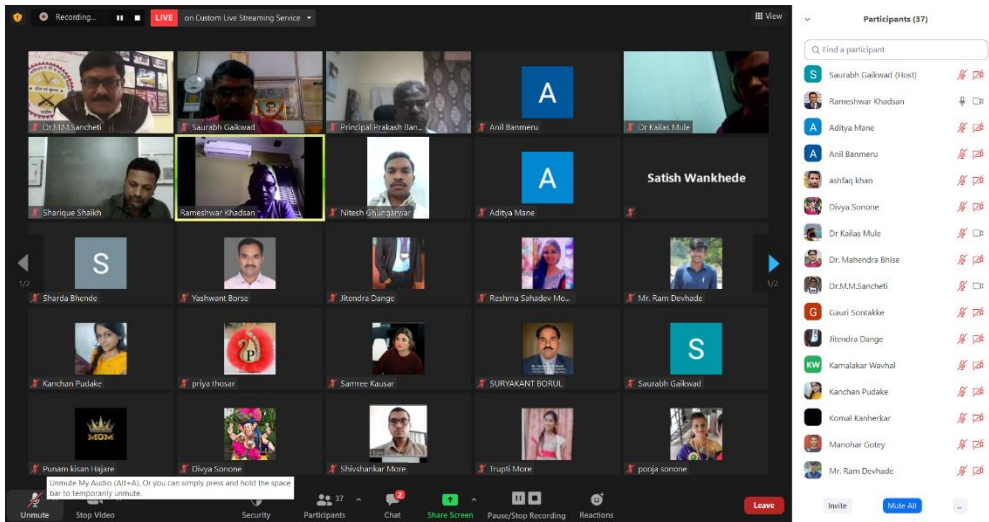 Recording...
LIVE on Custom Live Streaming Service
View
Dr.M.M.Sancheti
Saurabh Gaikwad
Principal Prakash Ban...
A
Anil Banmeru
Dr Kailas Mule
Sharique Shaikh
Rameshwar Khadsan
Nitesh Ghungarwar
A
Aditya Mane
Satish Wankhede
1/2
S
Sharda Bhende
Yashwant Borse
Jitendra Dange
Reshma Sahadev Mo...
Mr. Ram Devhade
1/2
Kanchan Pudake
P
priya thosar
Samree Kausar
SURYAKANT BORUL
S
Saurabh Gaikwad
MOM
Punam kisan Hajare
Divya Sonone
Shivshankar More
Trupti More
pooja sonone
Unmute My Audio (Alt+A). Or you can simply press and hold the space
bar to temporarily unmute.
Unmute
Stop Video
Security
37
Participants
2
Chat
Share Screen
Pause/Stop Recording
Reactions
Leave
Participants (37)
Find a participant
S Saurabh Gaikwad (Host)
Rameshwar Khadsan
A Aditya Mane
A Anil Banmeru
ashfaq khan
Divya Sonone
Dr Kailas Mule
Dr. Mahendra Bhise
Dr.M.M.Sancheti
G Gauri Sontakke
Jitendra Dange
KW Kamalakar Wavhal
Kanchan Pudake
Komal Kanherkar
Manohar Gotey
Mr. Ram Devhade
Invite
Mute All
...